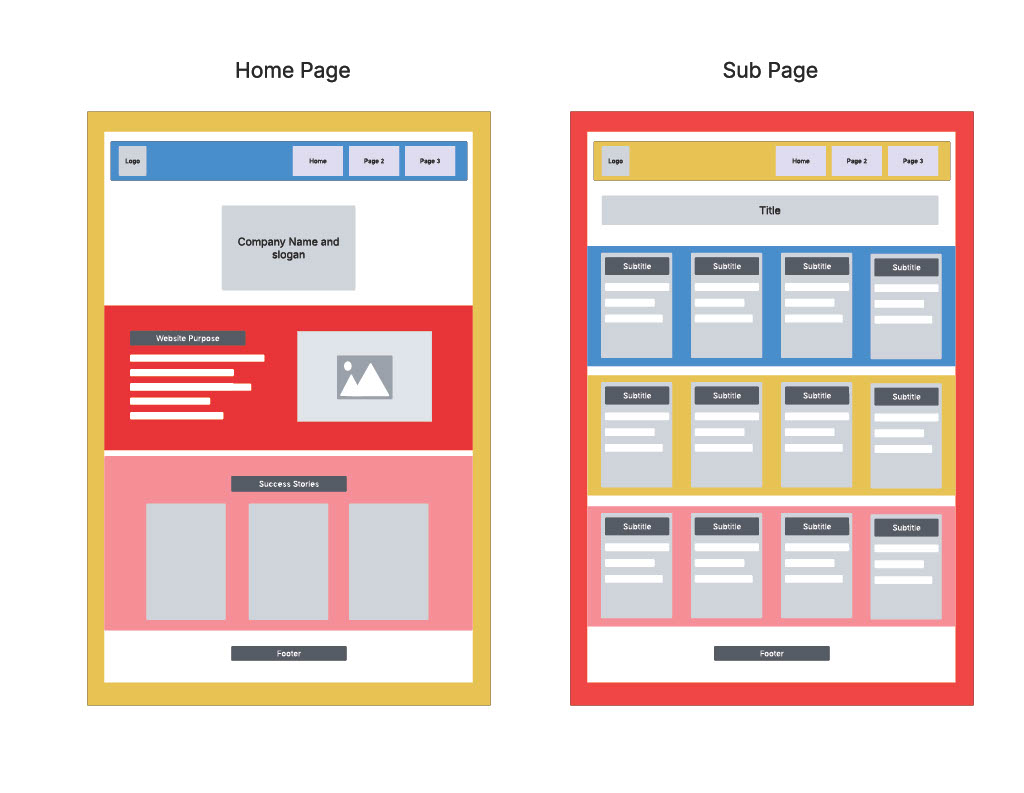 Home Page
Logo
Home
Page 2
Page 3
Company Name and
slogan
Website Purpose
Success Stories
Footer
Sub Page
Logo
Home
Page 2
Page 3
Title
Subtitle
Subtitle
Subtitle
Subtitle
Subtitle
Subtitle
Subtitle
Subtitle
Subtitle
Subtitle
Subtitle
Subtitle
Footer